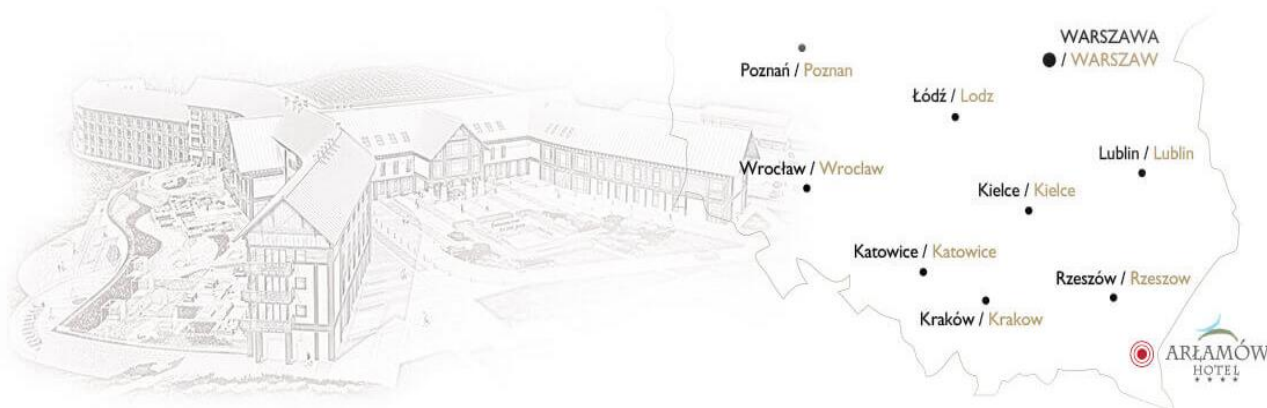 WARSZAWA
/ WARSZAW
Poznań / Poznan
Łódź / Lodz
Lublin / Lublin
Wrocław / Wroclaw
Kielce / Kielce
Katowice / Katowice
Rzeszów / Rzeszow
Kraków / Krakow
ARŁAMÓW
HOTEL